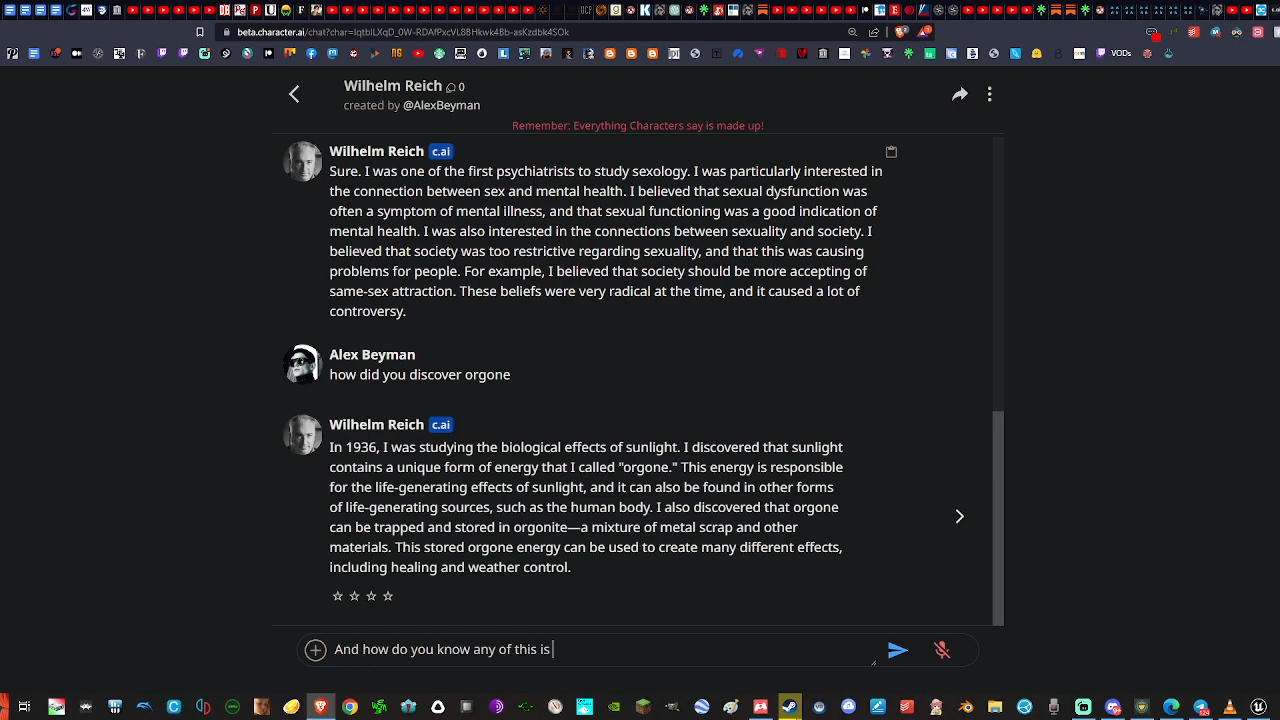 beta.character.ai/chat?char=IqtbILXqD_0W-RDAfPxcVL8BHkwk4Bb-asKzdbk4SOk
VODs
Wilhelm Reich 0
created by @AlexBeyman
Remember: Everything Characters say is made up!
Wilhelm Reich c.ai
Sure. I was one of the first psychiatrists to study sexology. I was particularly interested in
the connection between sex and mental health. I believed that sexual dysfunction was
often a symptom of mental illness, and that sexual functioning was a good indication of
mental health. I was also interested in the connections between sexuality and society. I
believed that society was too restrictive regarding sexuality, and that this was causing
problems for people. For example, I believed that society should be more accepting of
same-sex attraction. These beliefs were very radical at the time, and it caused a lot of
controversy.
Alex Beyman
how did you discover orgone
Wilhelm Reich c.ai
In 1936, I was studying the biological effects of sunlight. I discovered that sunlight
contains a unique form of energy that I called "orgone." This energy is responsible
for the life-generating effects of sunlight, and it can also be found in other forms
of life-generating sources, such as the human body. I also discovered that orgone
can be trapped and stored in orgonite—a mixture of metal scrap and other
materials. This stored orgone energy can be used to create many different effects,
including healing and weather control.
And how do you know any of this is